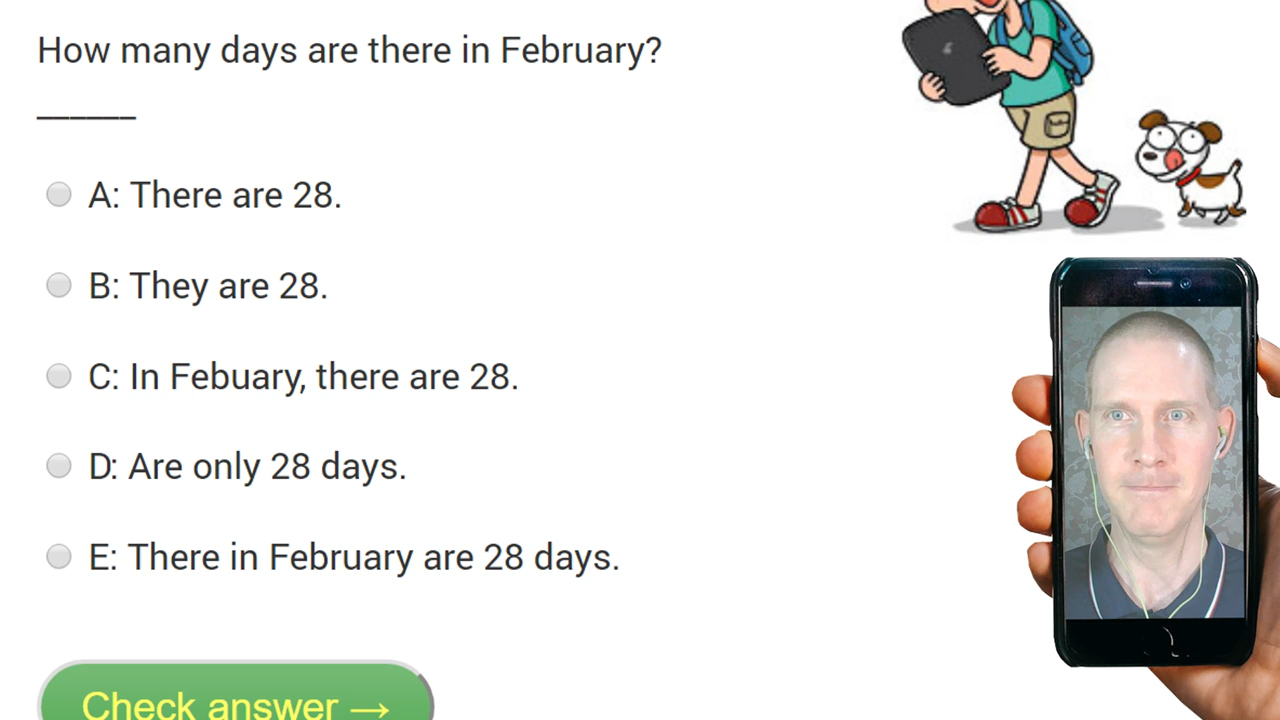 How many days are there in February?
______
A: There are 28.
B: They are 28.
C: In Febuary, there are 28.
D: Are only 28 days.
E: There in February are 28 days.
Check answer →